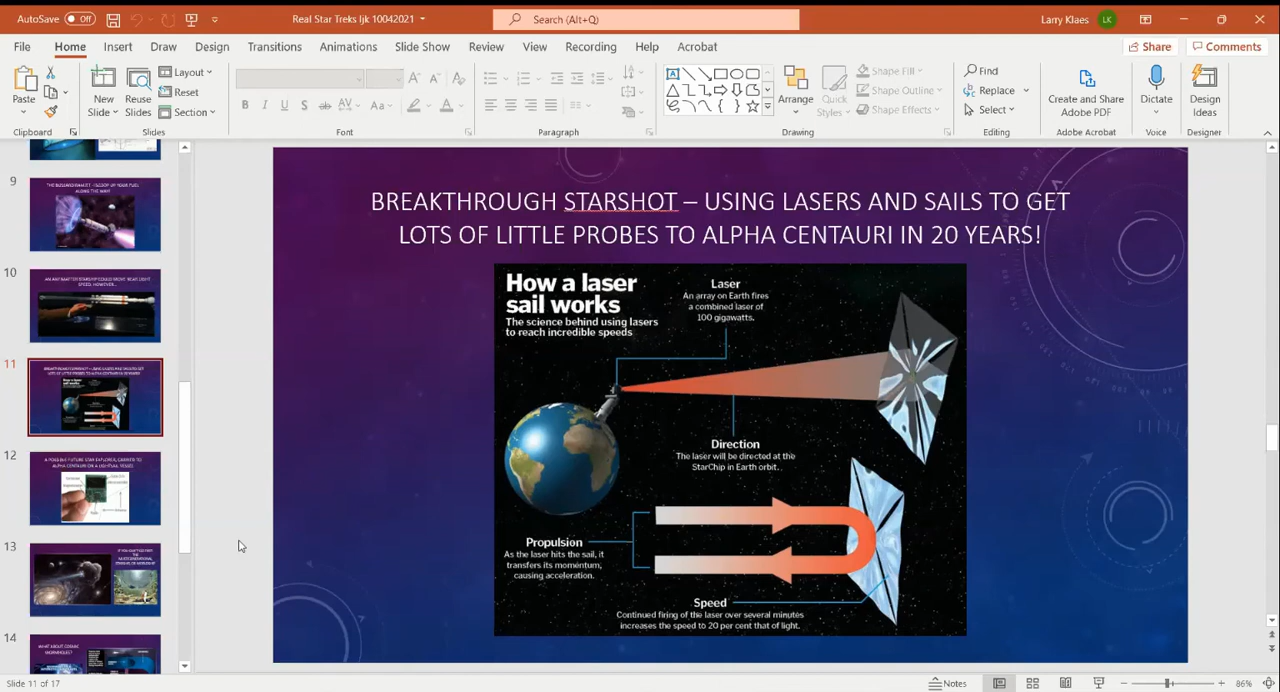 AutoSave Off
Real Star Treks ljk 10042021
Search (Alt+Q)
Larry Klaes LK
File Home Insert Draw Design Transitions Animations Slide Show Review View Recording Help Acrobat Share Comments
Paste
New Slide
Reuse Slides
Layout
Reset
Section
Arrange
Quick Styles
Shape Fill
Shape Outline
Shape Effects
Find
Replace
Select
Create and Share Adobe PDF
Dictate
Design Ideas
Clipboard Slides Font Paragraph Drawing Editing Adobe Acrobat Voice Designer
9
10
11
12
13
14
BREAKTHROUGH STARSHOT – USING LASERS AND SAILS TO GET
LOTS OF LITTLE PROBES TO ALPHA CENTAURI IN 20 YEARS!
How a laser
sail works
The science behind using lasers
to reach incredible speeds
Laser
An array on Earth fires
a combined laser of
100 gigawatts.
Direction
The laser will be directed at the
StarChip in Earth orbit.
Propulsion
As the laser hits the sail, it
transfers its momentum,
causing acceleration.
Speed
Continued firing of the laser over several minutes
increases the speed to 20 per cent that of light.
Slide 11 of 17
Notes
86%